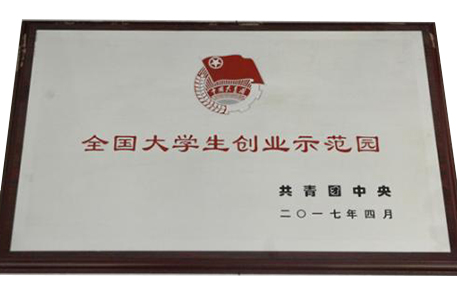 全国大学生创业示范园
共青团中央
二〇一七年四月